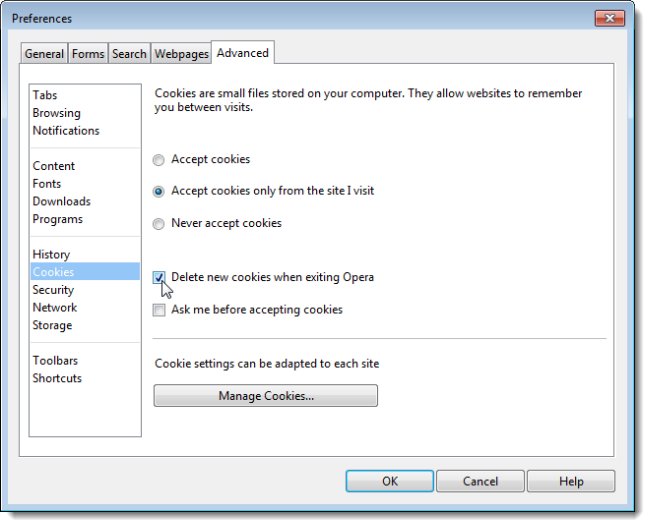 Preferences
General Forms Search Webpages Advanced
Tabs
Browsing
Notifications
Content
Fonts
Downloads
Programs
History
Cookies
Security
Network
Storage
Toolbars
Shortcuts
Cookies are small files stored on your computer. They allow websites to remember
you between visits.
Accept cookies
Accept cookies only from the site I visit
Never accept cookies
Delete new cookies when exiting Opera
Ask me before accepting cookies
Cookie settings can be adapted to each site
Manage Cookies...
OK Cancel Help